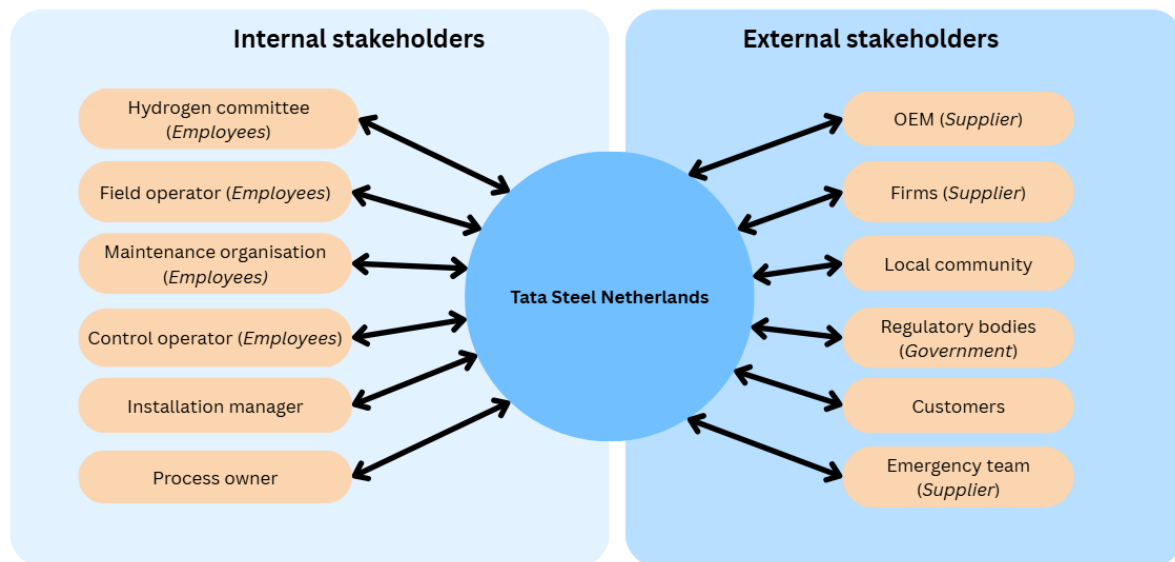 Internal stakeholders
Hydrogen committee
(Employees)
Field operator (Employees)
Maintenance organisation
(Employees)
Control operator (Employees)
Installation manager
Process owner
Tata Steel Netherlands
External stakeholders
OEM (Supplier)
Firms (Supplier)
Local community
Regulatory bodies
(Government)
Customers
Emergency team
(Supplier)